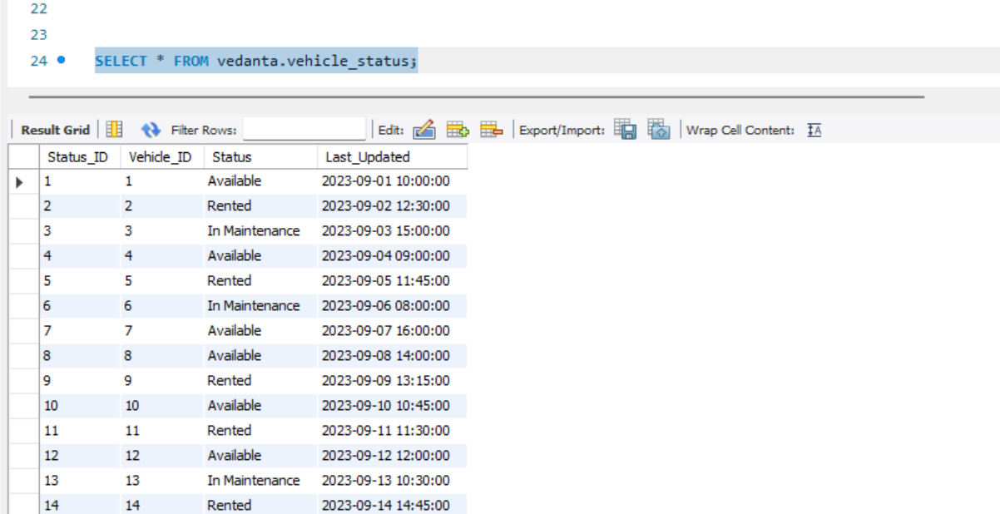 22
23
24 SELECT * FROM vedanta.vehicle_status;
Result Grid Filter Rows: Edit: Export/Import: Wrap Cell Content: IA
Status_ID Vehicle_ID Status Last_Updated
1 1 Available 2023-09-01 10:00:00
2 2 Rented 2023-09-02 12:30:00
3 3 In Maintenance 2023-09-03 15:00:00
4 4 Available 2023-09-04 09:00:00
5 5 Rented 2023-09-05 11:45:00
6 6 In Maintenance 2023-09-06 08:00:00
7 7 Available 2023-09-07 16:00:00
8 8 Available 2023-09-08 14:00:00
9 9 Rented 2023-09-09 13:15:00
10 10 Available 2023-09-10 10:45:00
11 11 Rented 2023-09-11 11:30:00
12 12 Available 2023-09-12 12:00:00
13 13 In Maintenance 2023-09-13 10:30:00
14 14 Rented 2023-09-14 14:45:00